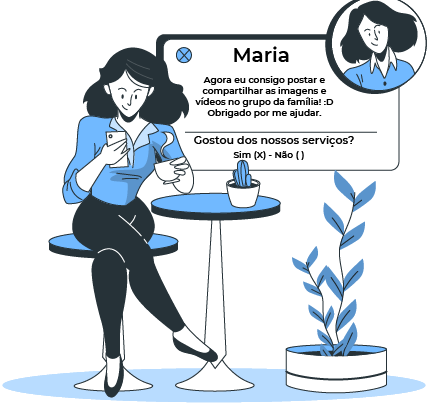 Maria
Agora eu consigo postar e
compartilhar as imagens e
vídeos no grupo da família! :D
Obrigado por me ajudar.
Gostou dos nossos serviços?
Sim (X) - Não ( )